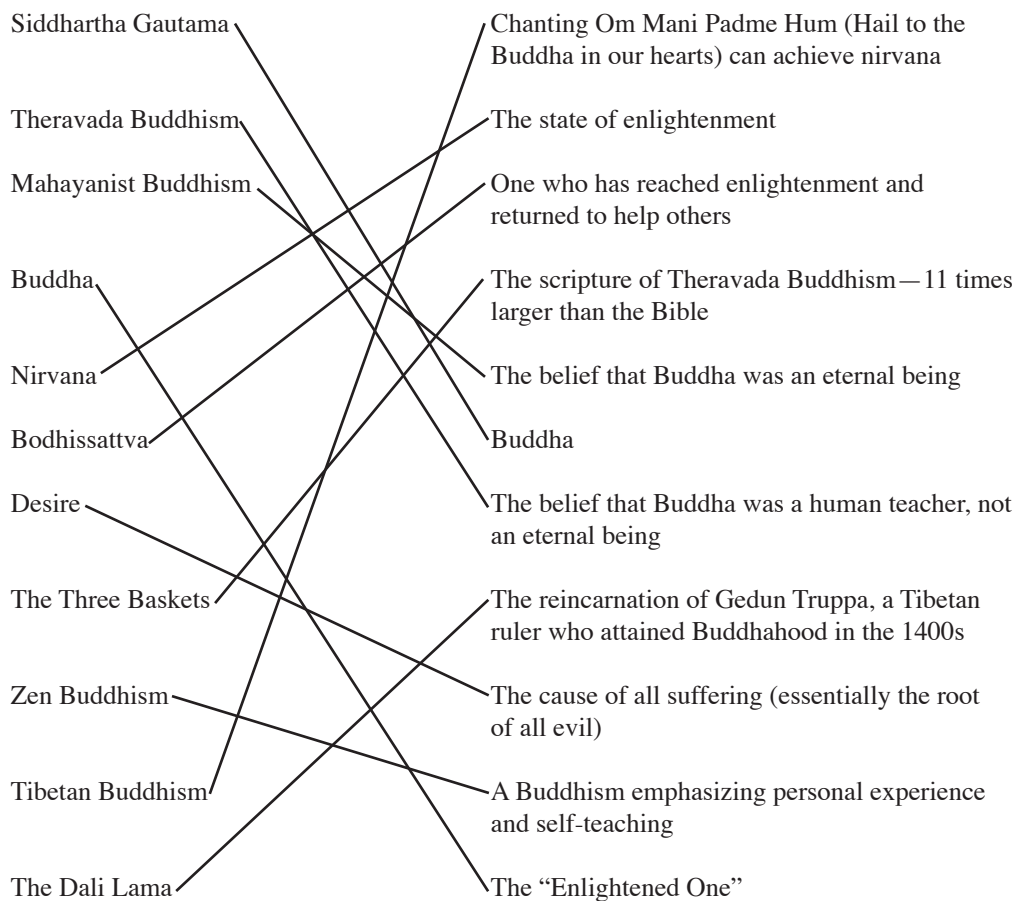 Siddhartha Gautama
Theravada Buddhism
Mahayanist Buddhism
Buddha
Nirvana
Bodhissattva
Desire
The Three Baskets
Zen Buddhism
Tibetan Buddhism
The Dali Lama
Chanting Om Mani Padme Hum (Hail to the
Buddha in our hearts) can achieve nirvana
The state of enlightenment
One who has reached enlightenment and
returned to help others
The scripture of Theravada Buddhism—11 times
larger than the Bible
The belief that Buddha was an eternal being
Buddha
The belief that Buddha was a human teacher, not
an eternal being
The reincarnation of Gedun Truppa, a Tibetan
ruler who attained Buddhahood in the 1400s
The cause of all suffering (essentially the root
of all evil)
A Buddhism emphasizing personal experience
and self-teaching
The “Enlightened One”